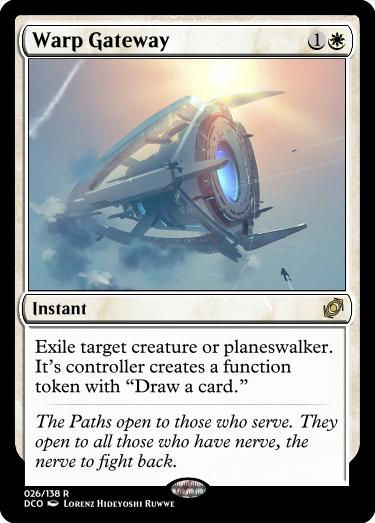 Warp Gateway 1
Instant
Exile target creature or planeswalker.
It's controller creates a function
token with “Draw a card.”
The Paths open to those who serve. They
open to all those who have nerve, the
nerve to fight back.
026/138 R
DCO Lorenz Hideyoshi Ruwwe